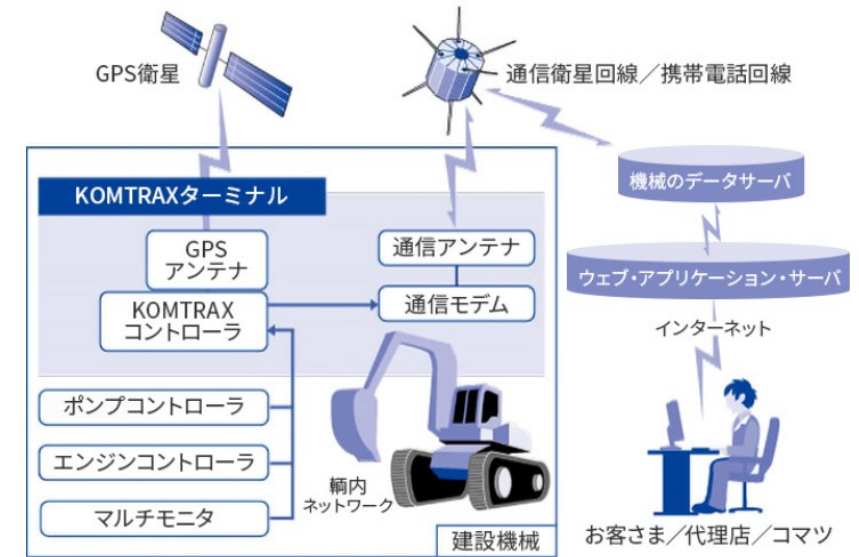 GPS衛星
通信衛星回線／携帯電話回線
KOMTRAXターミナル
GPS
アンテナ
KOMTRAX
コントローラ
通信アンテナ
通信モデム
ポンプコントローラ
エンジンコントローラ
マルチモニタ
輌内
ネットワーク
建設機械
機械のデータサーバ
ウェブ・アプリケーション・サーバ
インターネット
お客さま／代理店／コマツ